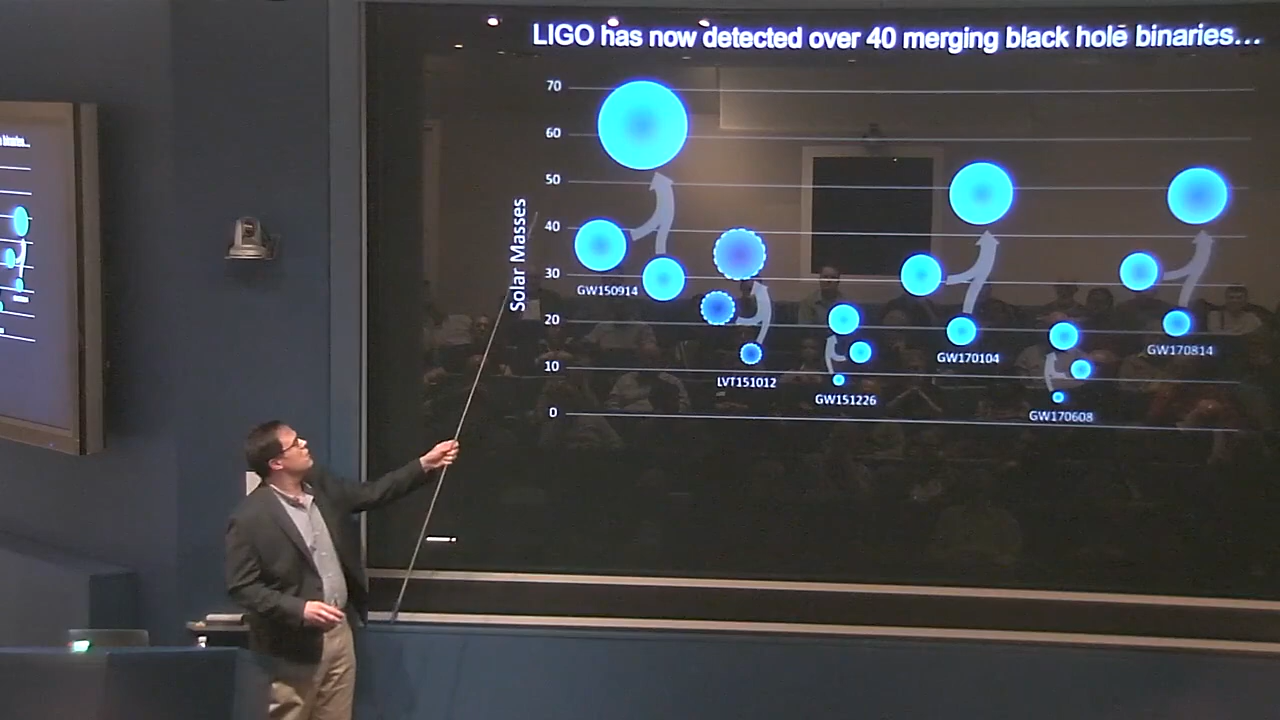 LIGO has now detected over 40 merging black hole binaries...
70
60
50
40
30
20
10
0
Solar Masses
GW150914
LVT151012
GW151226
GW170104
GW170608
GW170814
binaries...